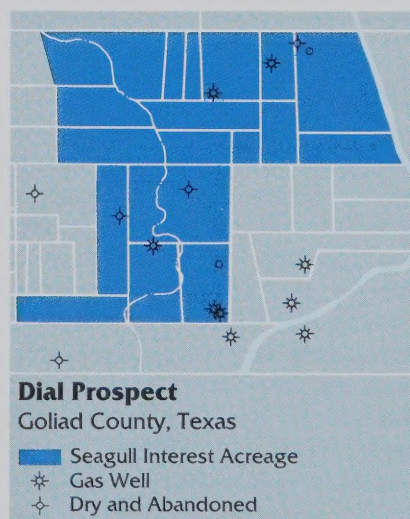 Dial Prospect
Goliad County, Texas
Seagull Interest Acreage
Gas Well
Dry and Abandoned